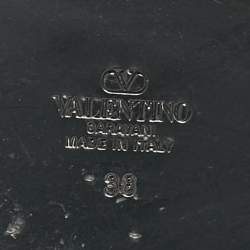 VALENTINO
GARAVANI
MADE IN ITALY
38